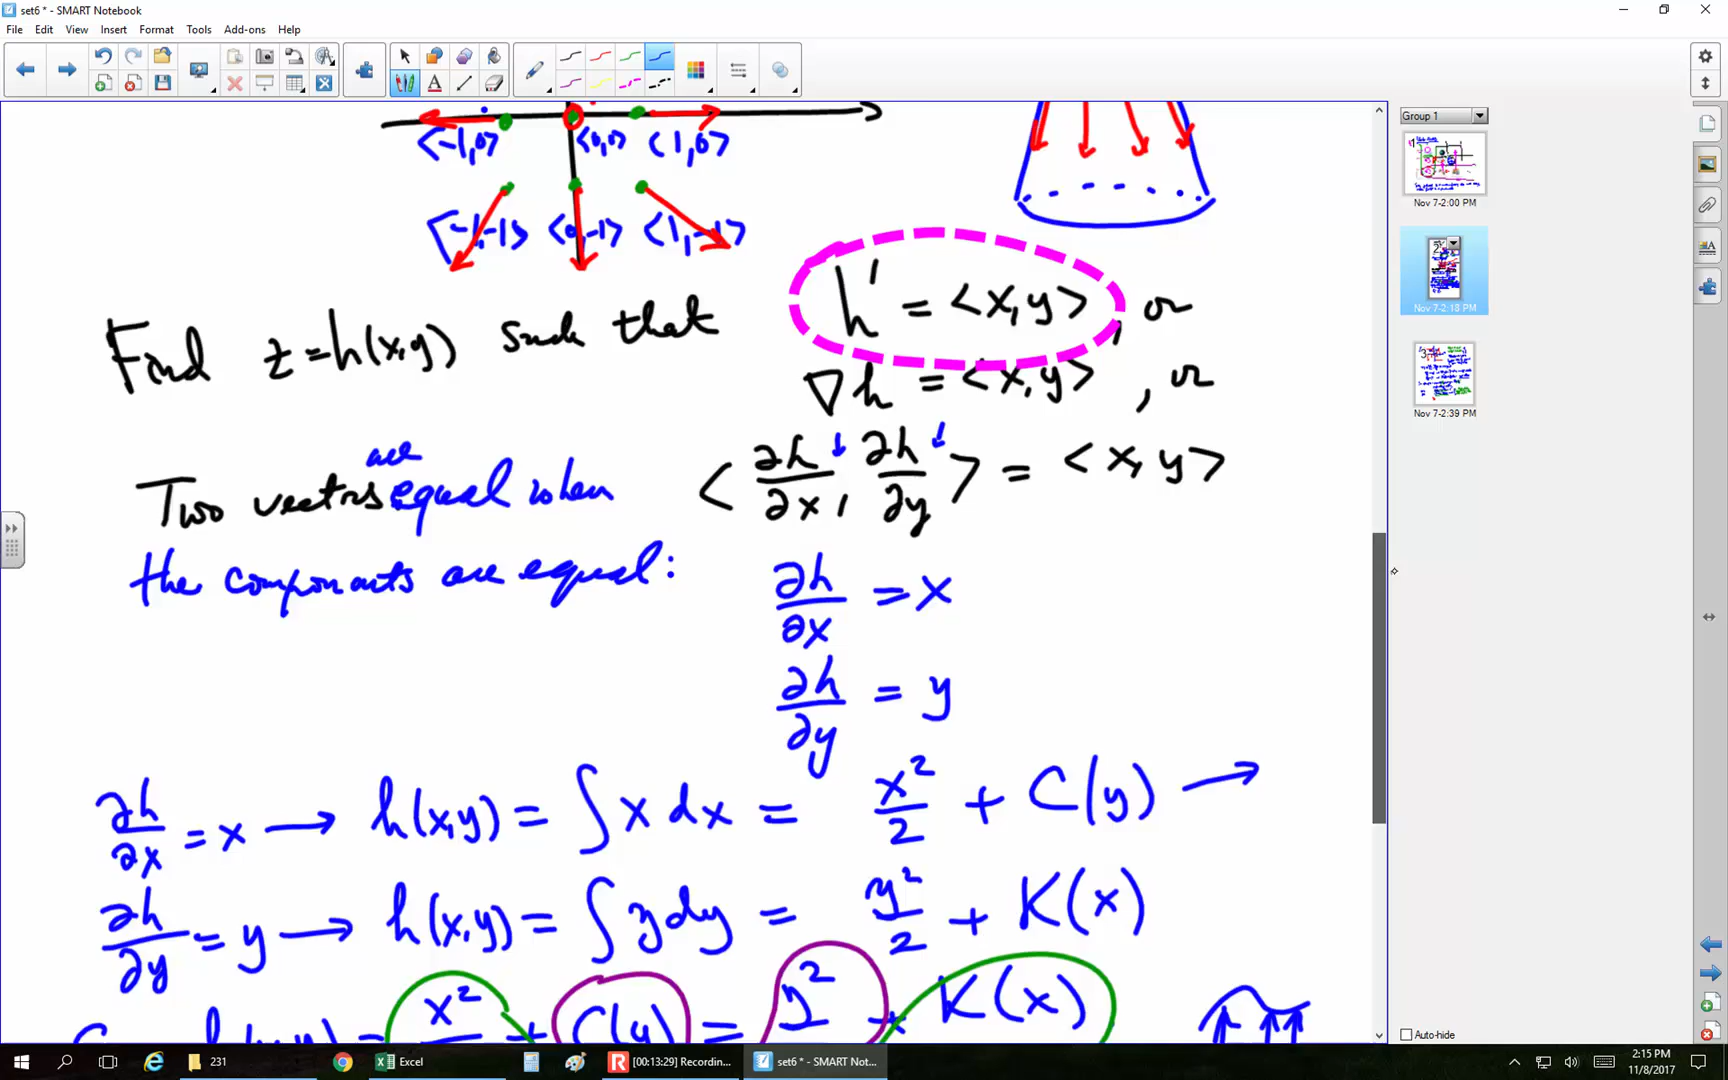 set6 * - SMART Notebook
File Edit View Insert Format Tools Add-ons Help
Group 1
Nov 7-2:00 PM
Nov 7-2:18 PM
Nov 7-2:39 PM
<-1,0> <0,0> <1,0>
<-1,-1> <0,-1> <1,-1>
Find z=h(x,y) such that h' = <x,y>, or
∇h = <x,y>, or
Two vectors are equal when <∂h/∂x, ∂h/∂y> = <x,y>
the components are equal: ∂h/∂x = x
∂h/∂y = y
∂h/∂x = x → h(x,y) = ∫ x dx = x²/2 + C(y) →
∂h/∂y = y → h(x,y) = ∫ y dy = y²/2 + K(x)
x² + C(y) = y² + K(x)
Auto-hide
231 Excel [00:13:29] Recordin... set6 * - SMART Not...
2:15 PM
11/8/2017